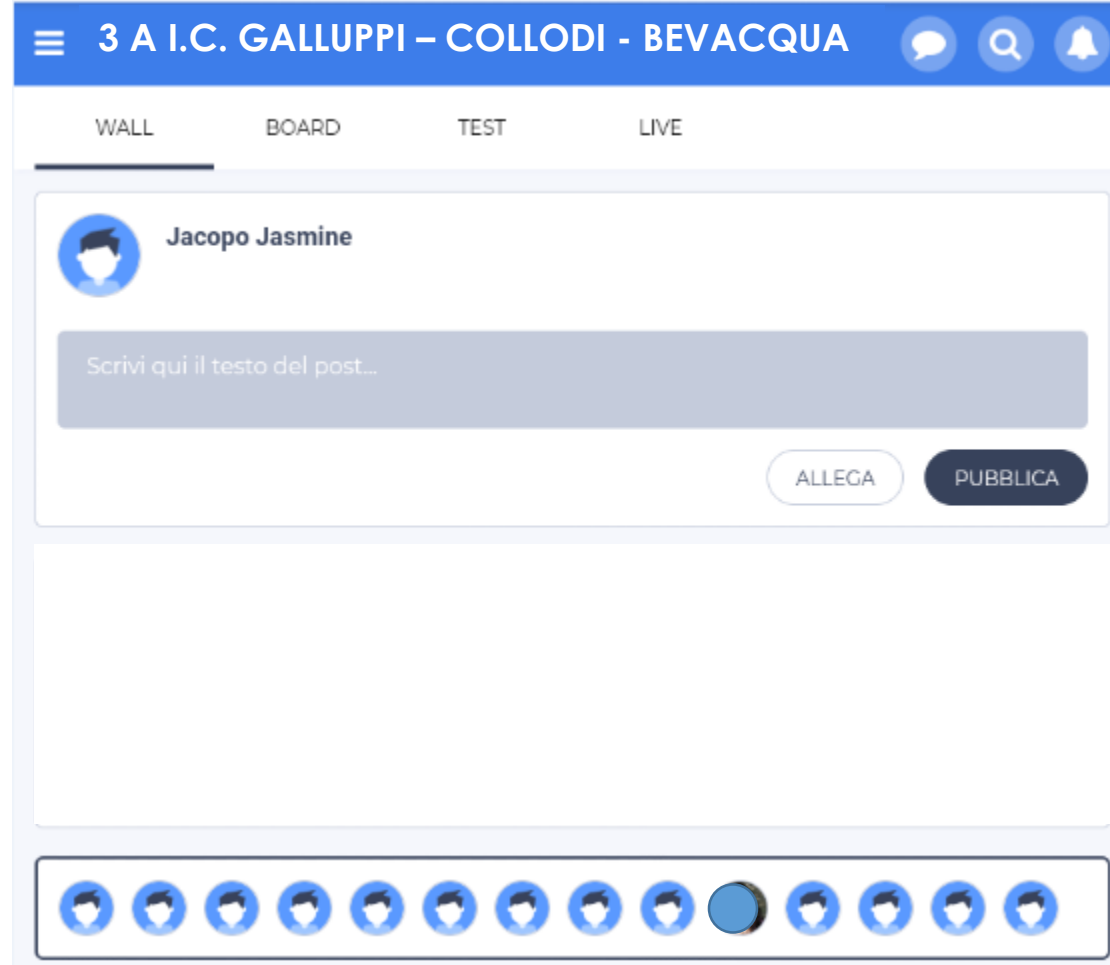 3 A I.C. GALLUPPI – COLLODI - BEVACQUA
WALL BOARD TEST LIVE
Jacopo Jasmine
Scrivi qui il testo del post...
ALLEGA PUBBLICA